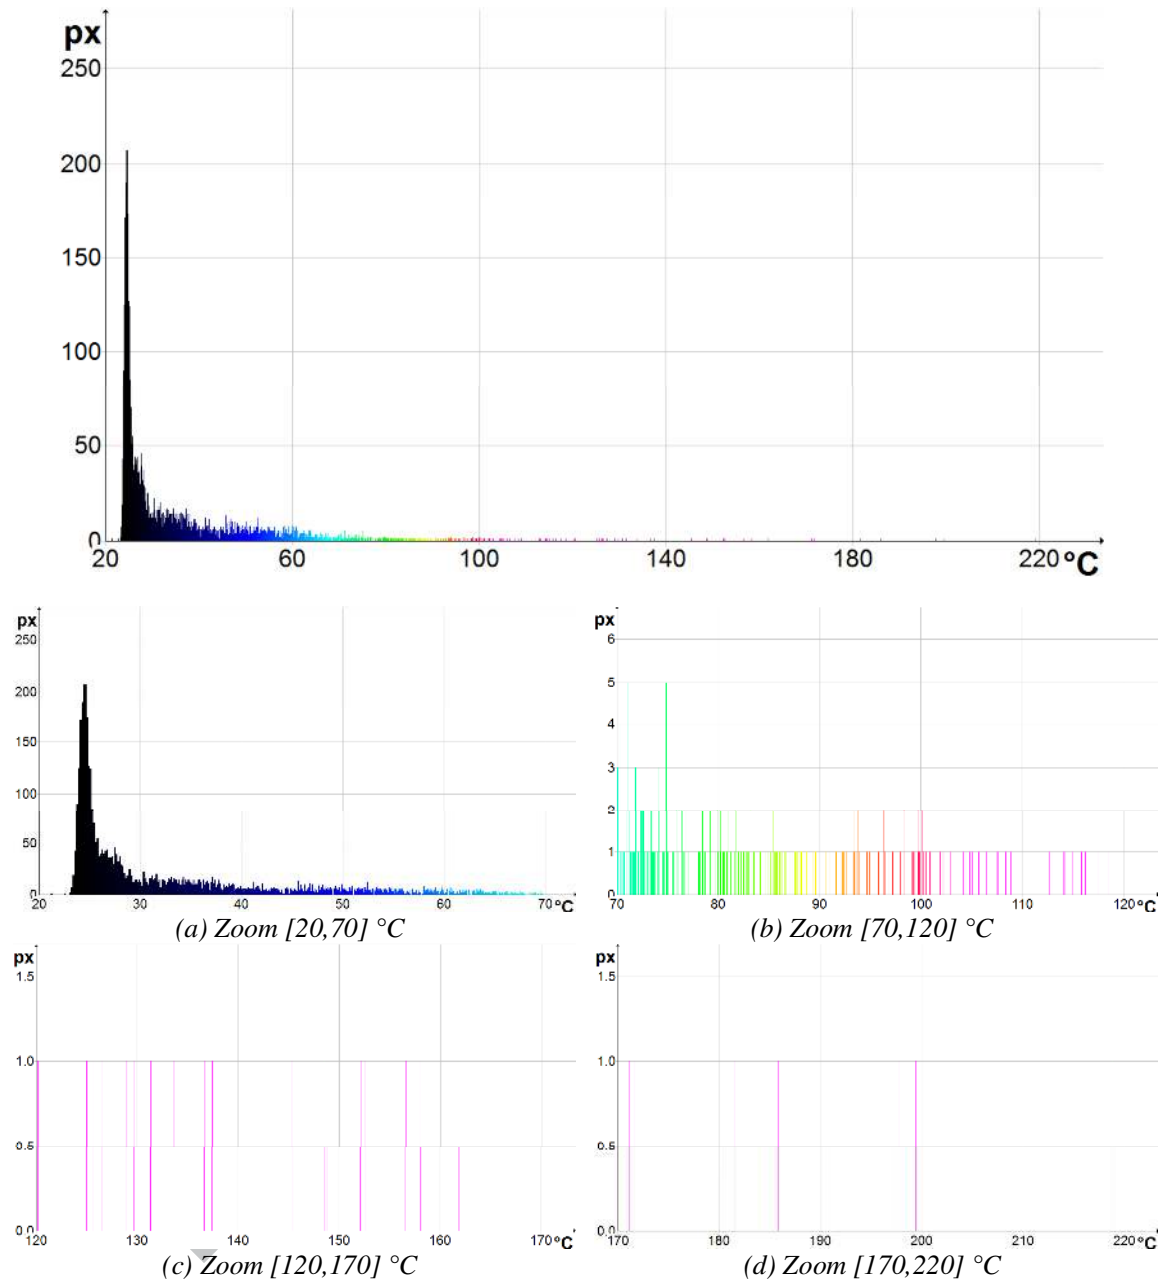 px
250
200
150
100
50
0
20 60 100 140 180 220 °C
px
250
200
150
100
50
0
20 30 40 50 60 70 °C
(a) Zoom [20,70] °C
px
6
5
4
3
2
1
0
70 80 90 100 110 120 °C
(b) Zoom [70,120] °C
px
1.5
1.0
0.5
0.0
120 130 140 150 160 170 °C
(c) Zoom [120,170] °C
px
1.5
1.0
0.5
0.0
170 180 190 200 210 220 °C
(d) Zoom [170,220] °C